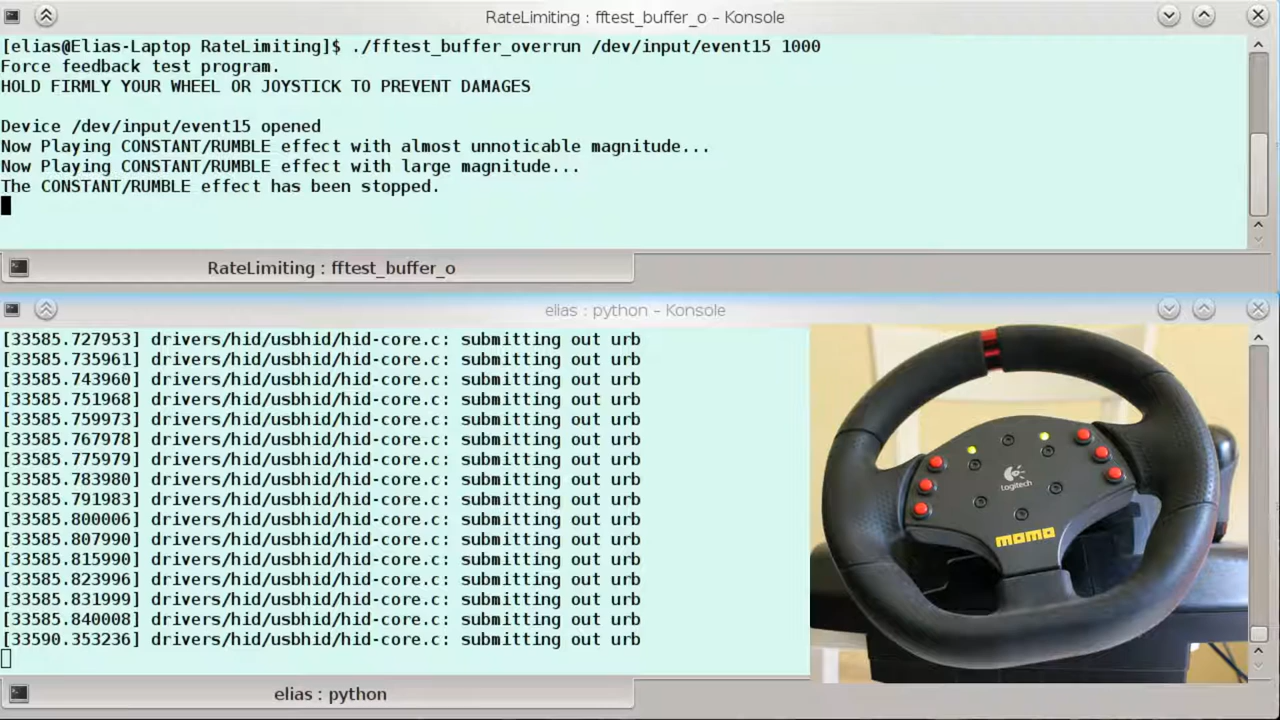 RateLimiting : fftest_buffer_o – Konsole
[elias@Elias-Laptop RateLimiting]$ ./fftest_buffer_overrun /dev/input/event15 1000
Force feedback test program.
HOLD FIRMLY YOUR WHEEL OR JOYSTICK TO PREVENT DAMAGES
Device /dev/input/event15 opened
Now Playing CONSTANT/RUMBLE effect with almost unnoticable magnitude...
Now Playing CONSTANT/RUMBLE effect with large magnitude...
The CONSTANT/RUMBLE effect has been stopped.
RateLimiting : fftest_buffer_o
elias : python – Konsole
[33585.727953] drivers/hid/usbhid/hid-core.c: submitting out urb
[33585.735961] drivers/hid/usbhid/hid-core.c: submitting out urb
[33585.743960] drivers/hid/usbhid/hid-core.c: submitting out urb
[33585.751968] drivers/hid/usbhid/hid-core.c: submitting out urb
[33585.759973] drivers/hid/usbhid/hid-core.c: submitting out urb
[33585.767978] drivers/hid/usbhid/hid-core.c: submitting out urb
[33585.775979] drivers/hid/usbhid/hid-core.c: submitting out urb
[33585.783980] drivers/hid/usbhid/hid-core.c: submitting out urb
[33585.791983] drivers/hid/usbhid/hid-core.c: submitting out urb
[33585.800006] drivers/hid/usbhid/hid-core.c: submitting out urb
[33585.807990] drivers/hid/usbhid/hid-core.c: submitting out urb
[33585.815990] drivers/hid/usbhid/hid-core.c: submitting out urb
[33585.823996] drivers/hid/usbhid/hid-core.c: submitting out urb
[33585.831999] drivers/hid/usbhid/hid-core.c: submitting out urb
[33585.840008] drivers/hid/usbhid/hid-core.c: submitting out urb
[33590.353236] drivers/hid/usbhid/hid-core.c: submitting out urb
Logitech
momo
elias : python